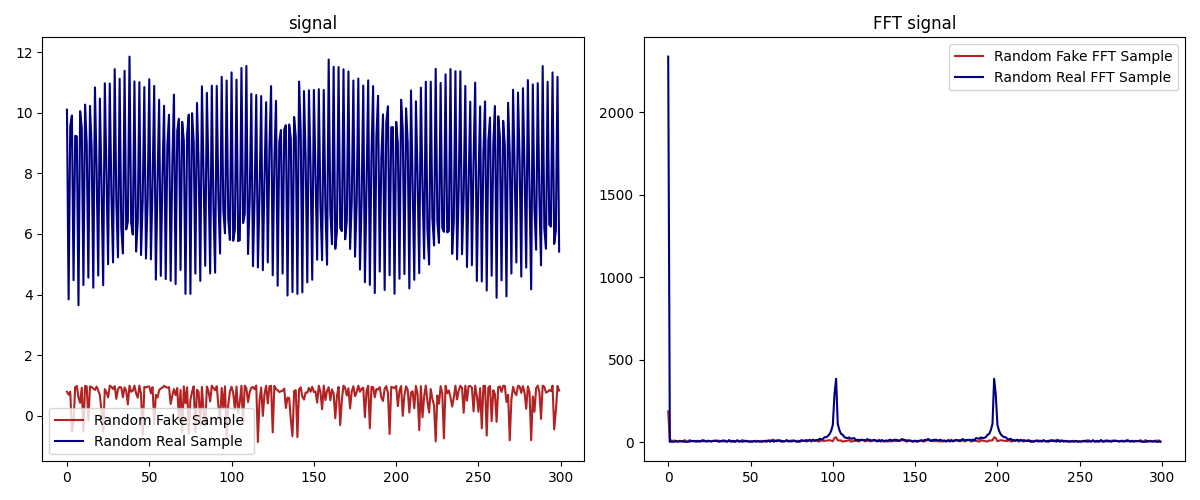 signal
12
10
8
6
4
2
0
Random Fake Sample
Random Real Sample
0 50 100 150 200 250 300
FFT signal
Random Fake FFT Sample
Random Real FFT Sample
2000
1500
1000
500
0
0 50 100 150 200 250 300